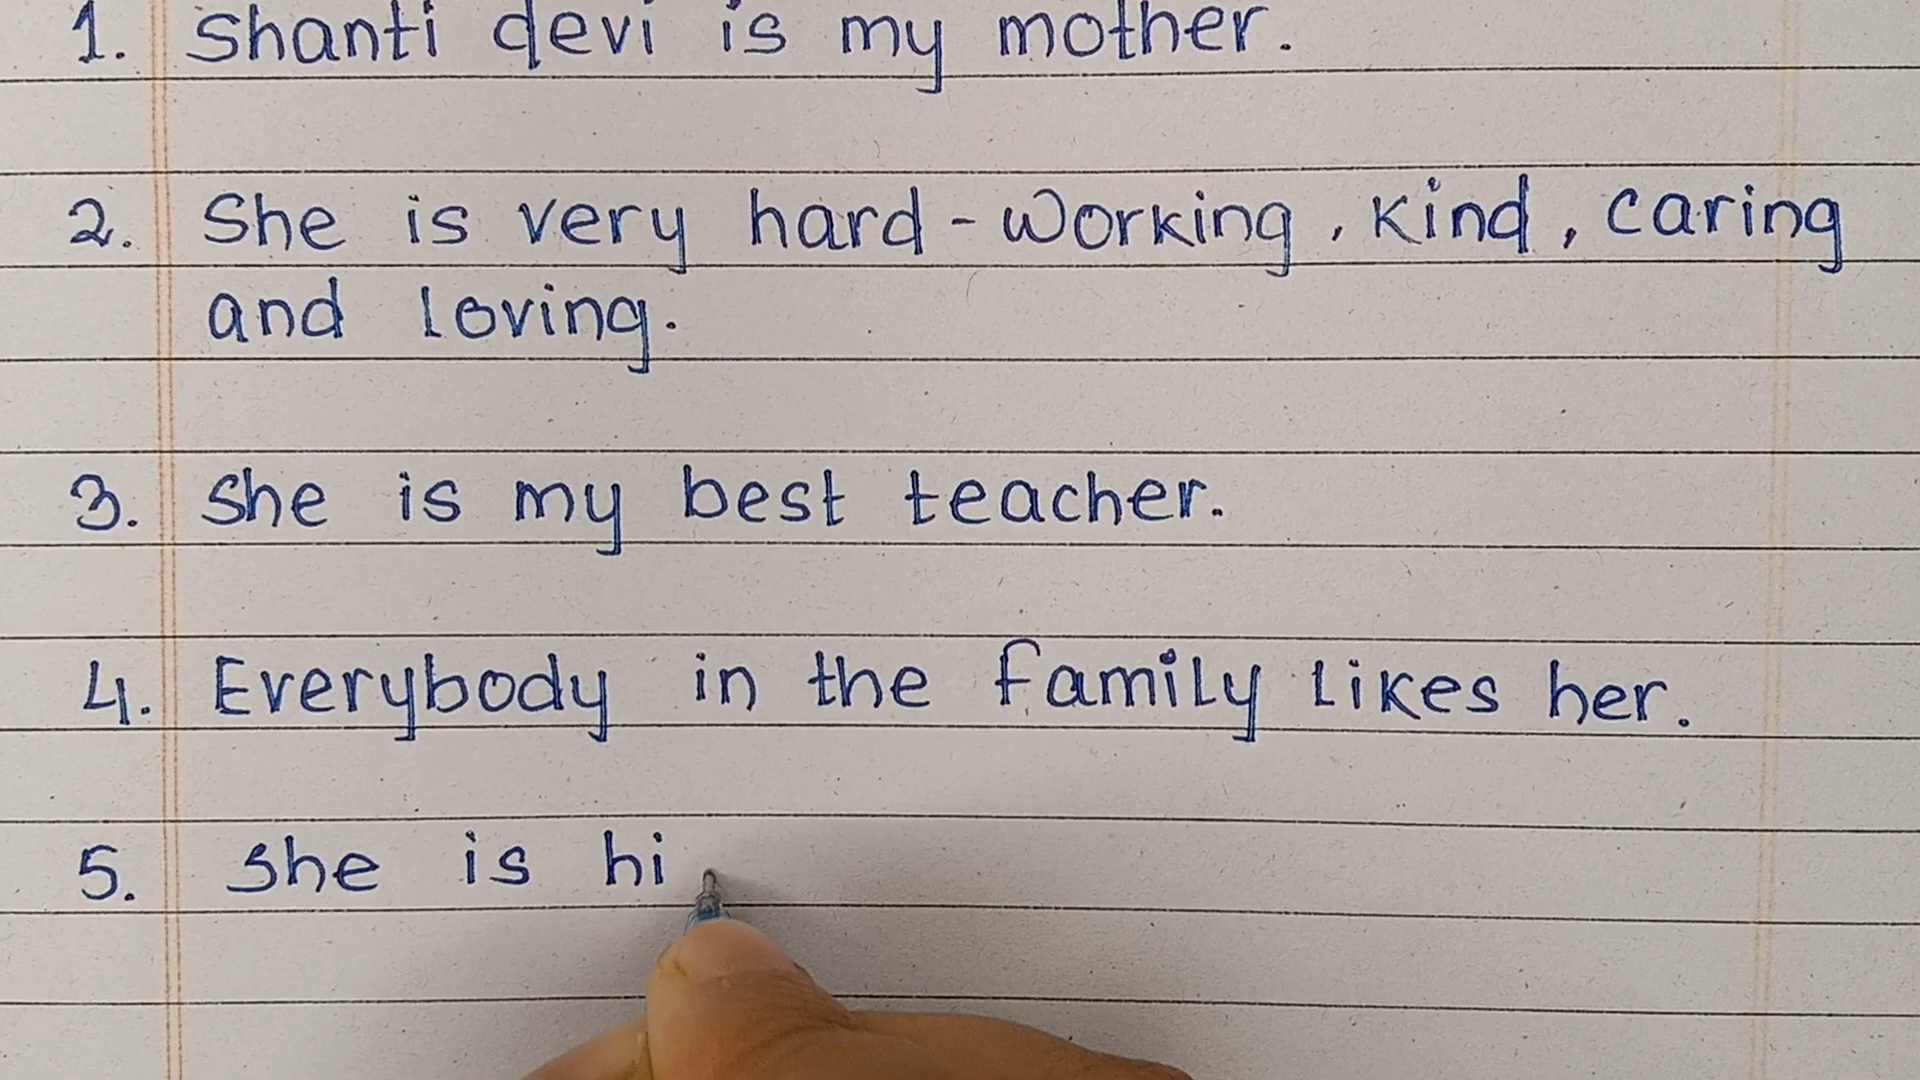 1. Shanti devi is my mother.
2. She is very hard-working, kind, caring
and loving.
3. She is my best teacher.
4. Everybody in the family likes her.
5. She is hi